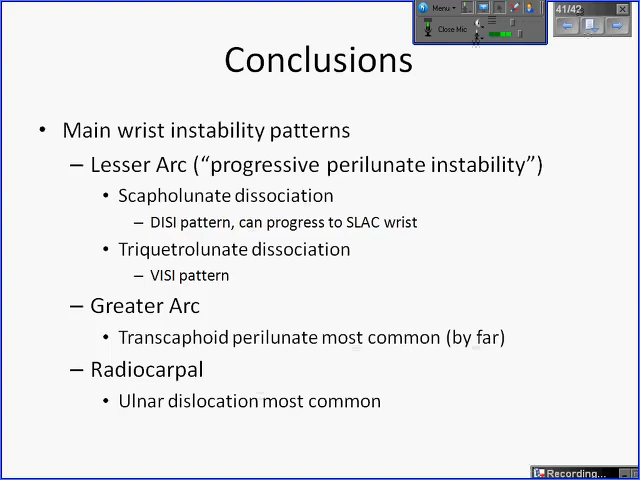 Menu
41/42
Close Mic
Conclusions
• Main wrist instability patterns
– Lesser Arc (“progressive perilunate instability”)
• Scapholunate dissociation
– DISI pattern, can progress to SLAC wrist
• Triquetrolunate dissociation
– VISI pattern
– Greater Arc
• Transcaphoid perilunate most common (by far)
– Radiocarpal
• Ulnar dislocation most common
Recording...